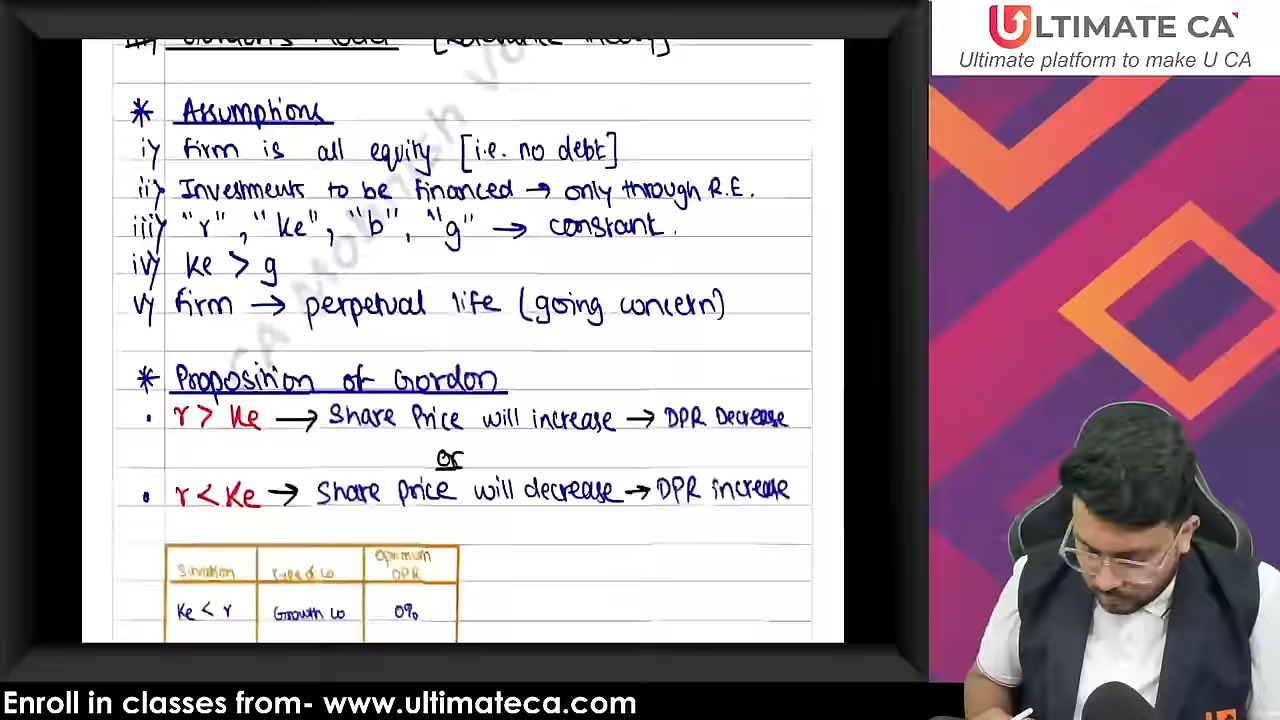 ULTIMATE CA
Ultimate platform to make U CA
* Assumptions
i) Firm is all equity [i.e. no debt]
ii) Investments to be financed → only through R.E.
iii) "r", "Ke", "b", "g" → constant.
iv) Ke > g
v) Firm → perpetual life (going concern)
* Proposition of Gordon
• r > Ke → Share Price will increase → DPR Decrease
or
• r < Ke → Share price will decrease → DPR increase
Situation Type of co Optimum DPR
Ke < r Growth co 0%
Enroll in classes from- www.ultimateca.com